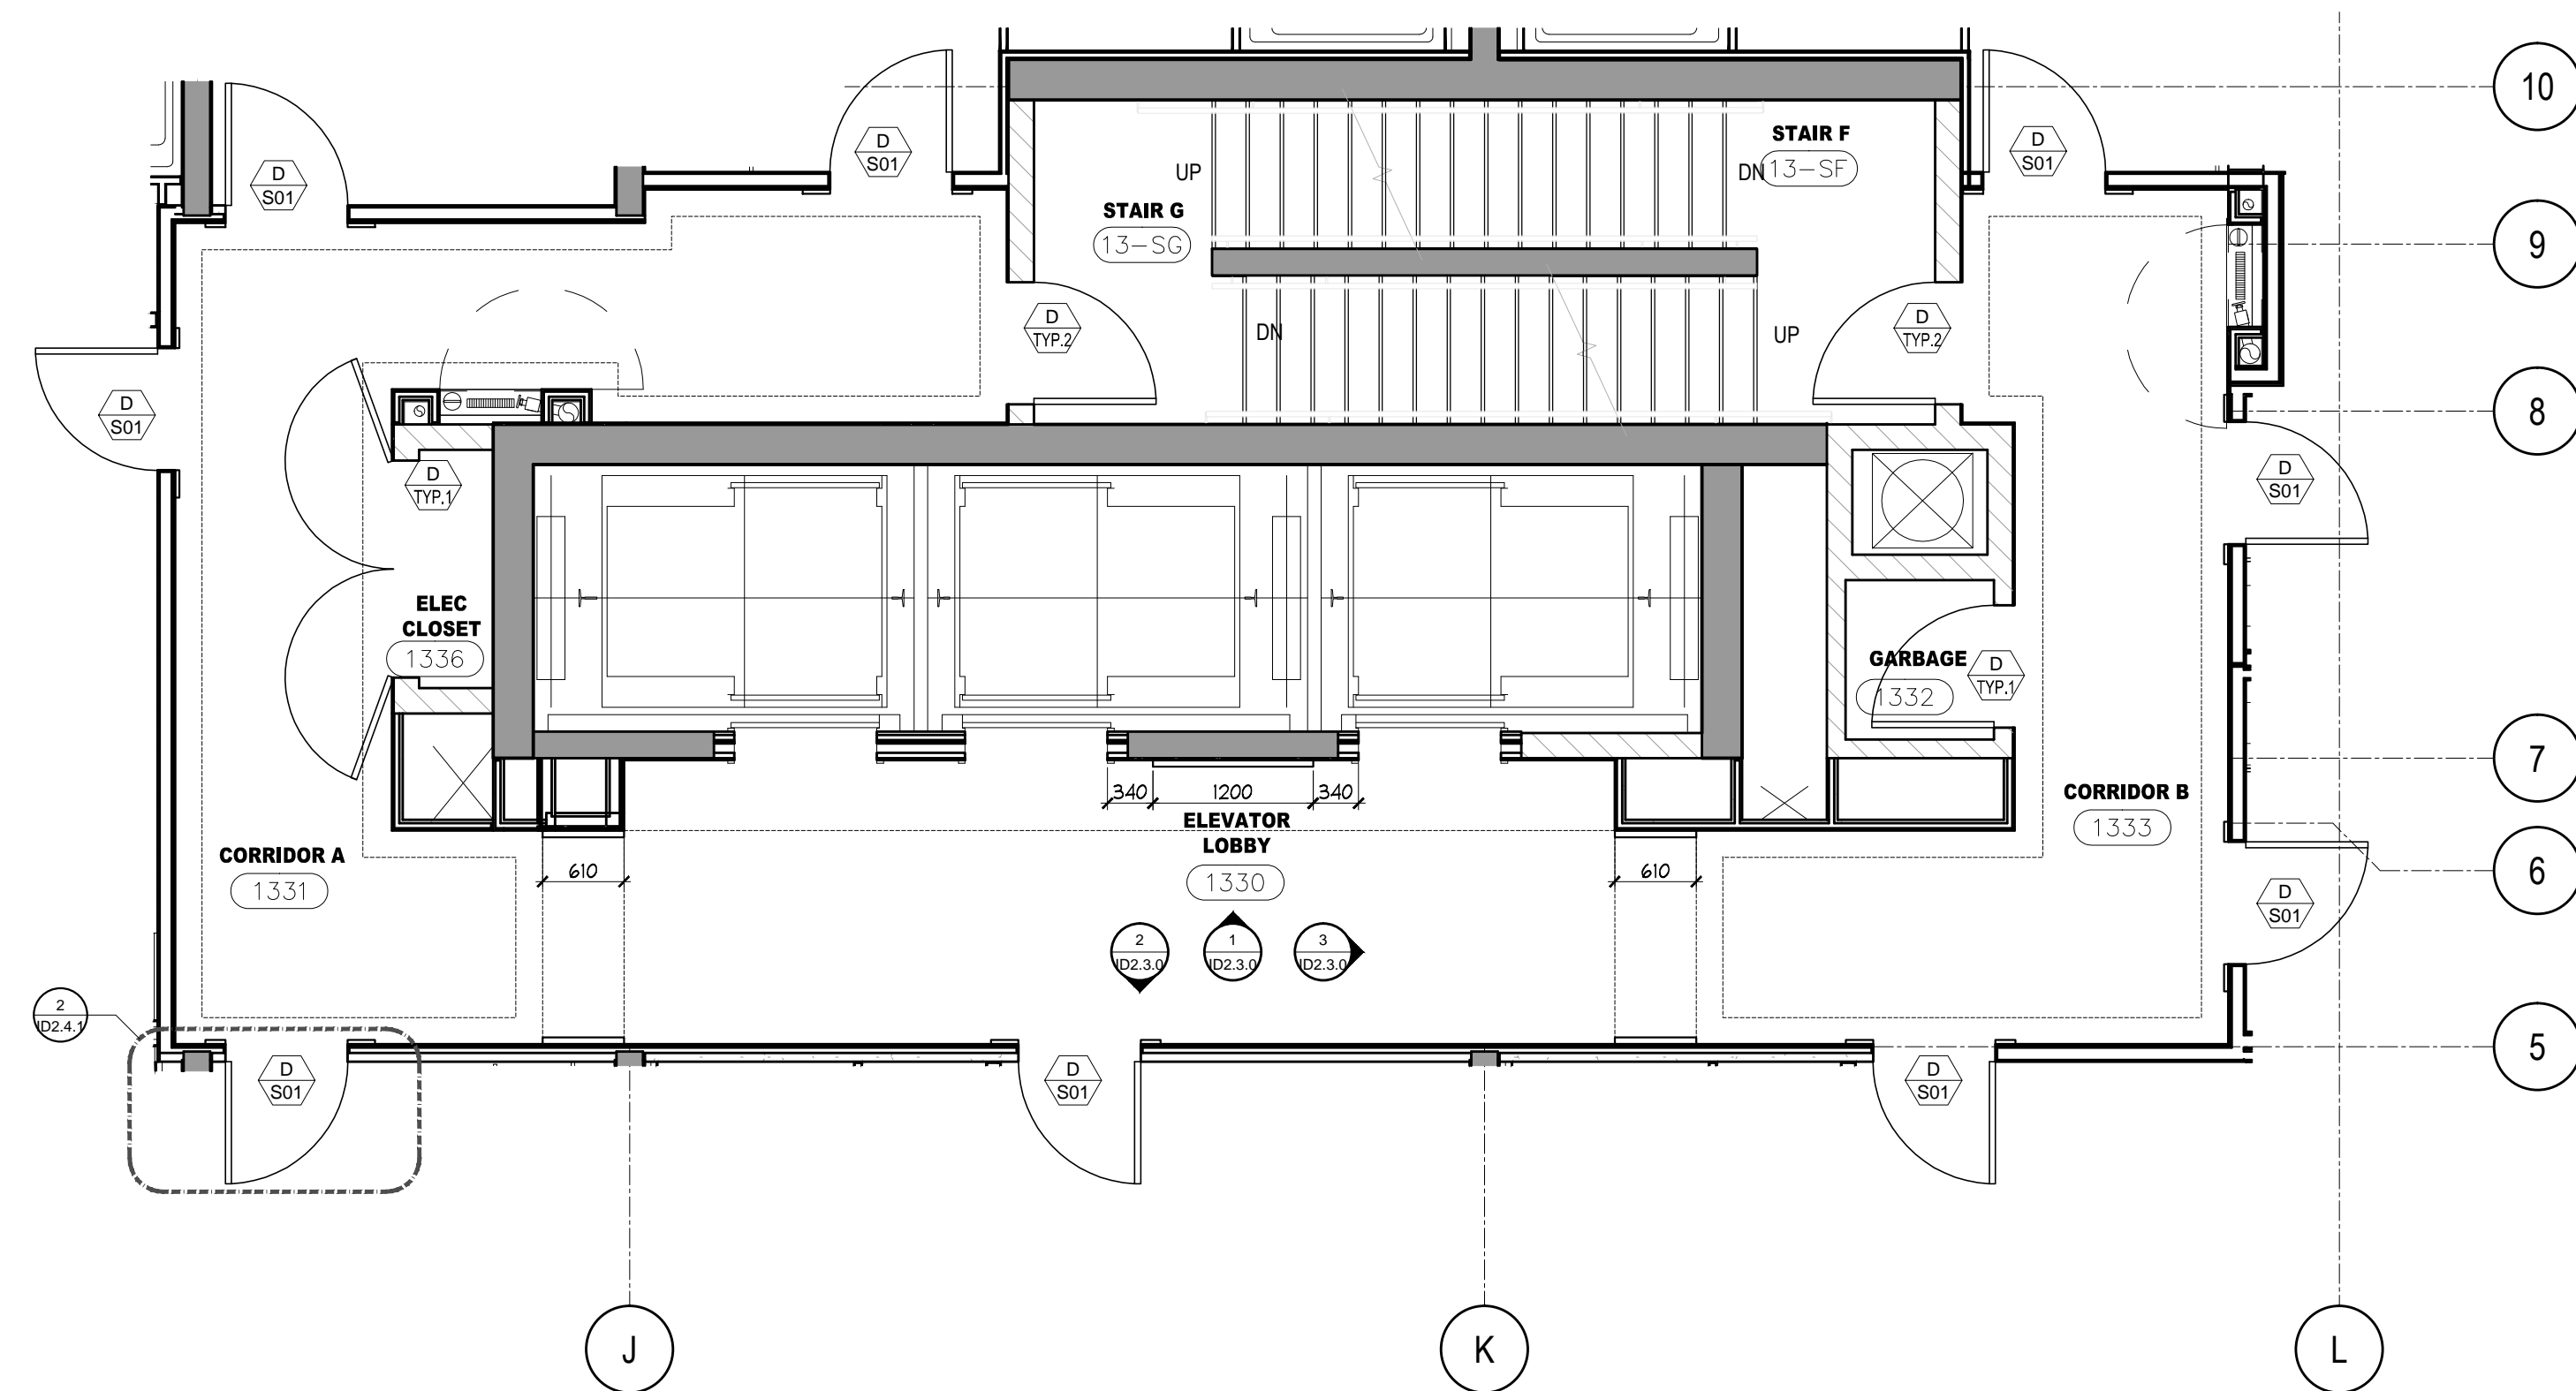 10
D
S01
D
S01
D
S01
STAIR F
13-SF
UP
DN
STAIR G
13-SG
9
D
TYP.2
D
TYP.2
DN
UP
8
D
S01
D
TYP.1
D
S01
ELEC
CLOSET
1336
GARBAGE
1332
D
TYP.1
7
340
1200
340
CORRIDOR B
1333
ELEVATOR
LOBBY
1330
CORRIDOR A
1331
610
610
6
D
S01
2
ID2.3.0
1
ID2.3.0
3
ID2.3.0
2
ID2.4.1
5
D
S01
D
S01
D
S01
J
K
L